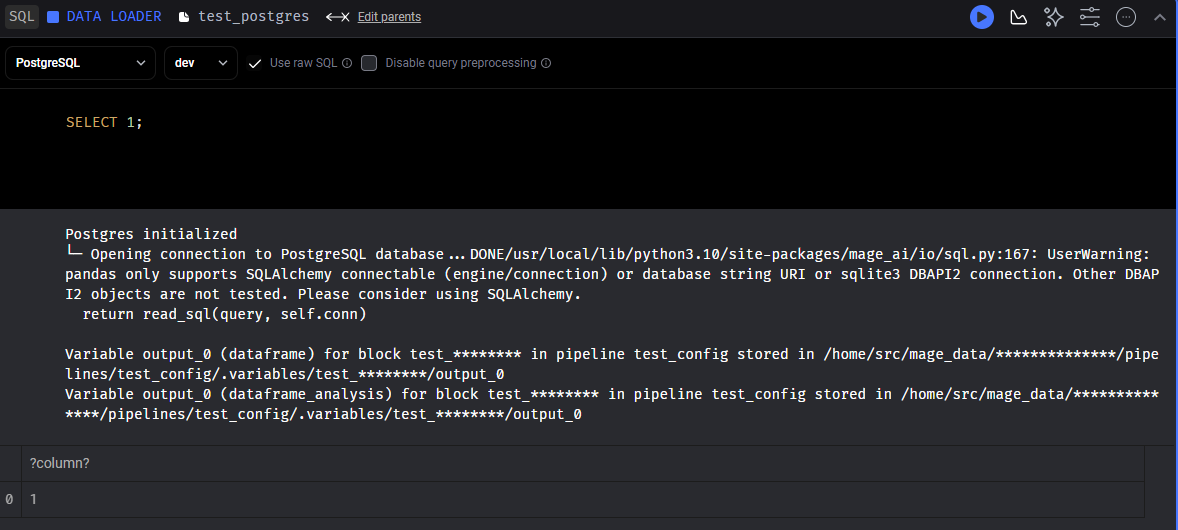 SQL DATA LOADER test_postgres Edit parents
PostgreSQL dev Use raw SQL Disable query preprocessing
SELECT 1;
Postgres initialized
└─ Opening connection to PostgreSQL database...DONE/usr/local/lib/python3.10/site-packages/mage_ai/io/sql.py:167: UserWarning:
pandas only supports SQLAlchemy connectable (engine/connection) or database string URI or sqlite3 DBAPI2 connection. Other DBAP
I2 objects are not tested. Please consider using SQLAlchemy.
  return read_sql(query, self.conn)
Variable output_0 (dataframe) for block test_******** in pipeline test_config stored in /home/src/mage_data/**************/pipe
lines/test_config/.variables/test_********/output_0
Variable output_0 (dataframe_analysis) for block test_******** in pipeline test_config stored in /home/src/mage_data/**********
****/pipelines/test_config/.variables/test_********/output_0
?column?
0 1